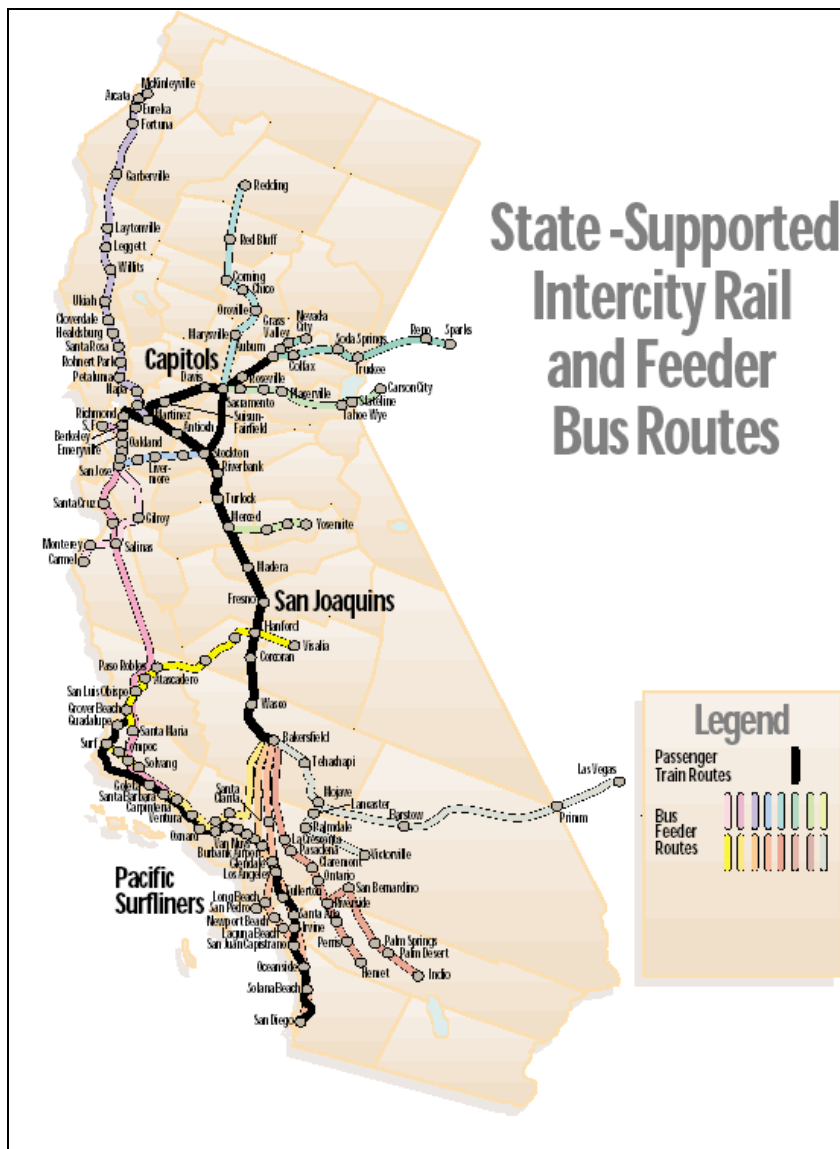 State -Supported
Intercity Rail
and Feeder
Bus Routes
McKinleyville
Arcata
Eureka
Fortuna
Garberville
Redding
Laytonville
Leggett
Willits
Red Bluff
Corning
Chico
Ukiah
Cloverdale
Healdsburg
Santa Rosa
Rohnert Park
Petaluma
Napa
Oroville
Marysville
Grass
Valley
Nevada
City
Auburn
Soda Springs
Reno
Sparks
Colfax
Truckee
Capitols
Davis
Roseville
Placerville
Carson City
Stateline
Tahoe Wye
Sacramento
Suisun-
Fairfield
Richmond
Martinez
S.F.
Antioch
Berkeley
Emeryville
Oakland
Stockton
Riverbank
San Jose
Liver-
more
Turlock
Santa Cruz
Gilroy
Merced
Yosemite
Monterey
Carmel
Salinas
Madera
Fresno
San Joaquins
Hanford
Visalia
Corcoran
Paso Robles
Atascadero
San Luis Obispo
Grover Beach
Guadalupe
Wasco
Santa Maria
Surf
Lompoc
Solvang
Bakersfield
Tehachapi
Goleta
Santa Barbara
Carpinteria
Ventura
Oxnard
Santa
Clarita
Mojave
Lancaster
Las Vegas
Barstow
Primm
Palmdale
Van Nuys
Burbank Airport
Glendale
Los Angeles
La Crescenta
Pasadena
Victorville
Claremont
Ontario
Pacific
Surfliners
Fullerton
San Bernardino
Riverside
Long Beach
San Pedro
Santa Ana
Newport Beach
Irvine
Laguna Beach
San Juan Capistrano
Perris
Palm Springs
Palm Desert
Oceanside
Hemet
Indio
Solana Beach
San Diego
Legend
Passenger
Train Routes
Bus
Feeder
Routes